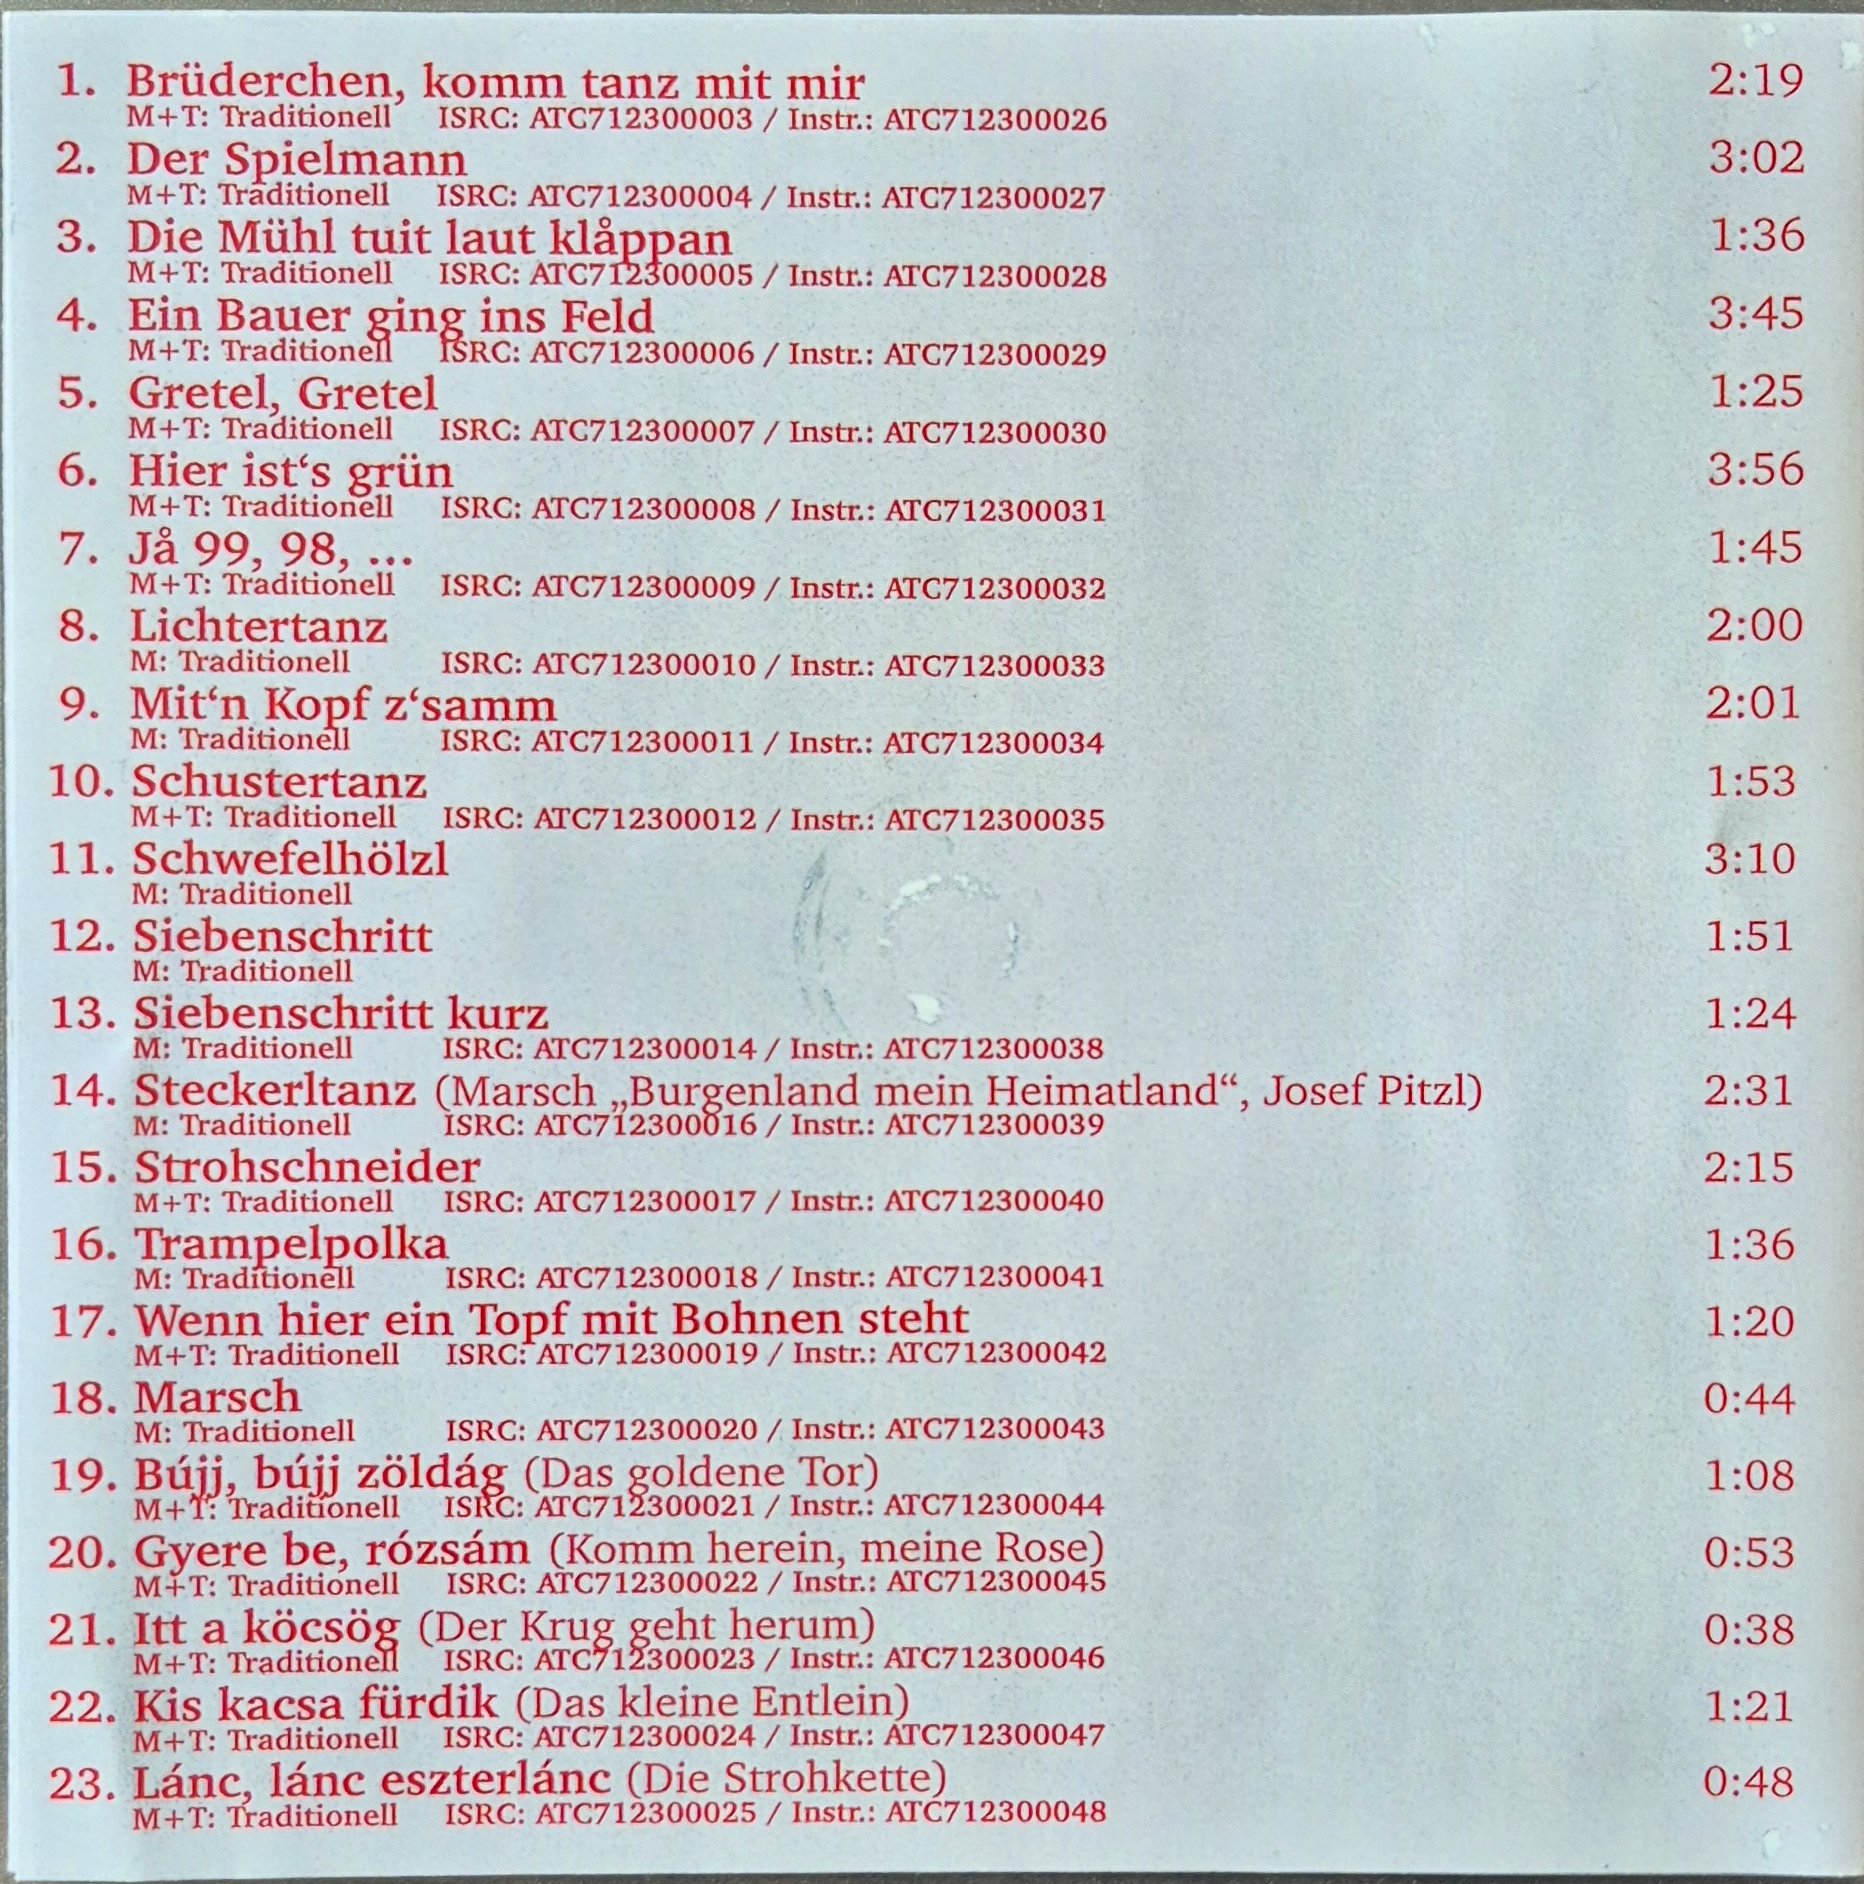 1. Brüderchen, komm tanz mit mir 2:19
M+T: Traditionell ISRC: ATC712300003 / Instr.: ATC712300026
2. Der Spielmann 3:02
M+T: Traditionell ISRC: ATC712300004 / Instr.: ATC712300027
3. Die Mühl tuit laut klåppan 1:36
M+T: Traditionell ISRC: ATC712300005 / Instr.: ATC712300028
4. Ein Bauer ging ins Feld 3:45
M+T: Traditionell ISRC: ATC712300006 / Instr.: ATC712300029
5. Gretel, Gretel 1:25
M+T: Traditionell ISRC: ATC712300007 / Instr.: ATC712300030
6. Hier ist‘s grün 3:56
M+T: Traditionell ISRC: ATC712300008 / Instr.: ATC712300031
7. Jå 99, 98, ... 1:45
M+T: Traditionell ISRC: ATC712300009 / Instr.: ATC712300032
8. Lichtertanz 2:00
M: Traditionell ISRC: ATC712300010 / Instr.: ATC712300033
9. Mit‘n Kopf z‘samm 2:01
M: Traditionell ISRC: ATC712300011 / Instr.: ATC712300034
10. Schustertanz 1:53
M+T: Traditionell ISRC: ATC712300012 / Instr.: ATC712300035
11. Schwefelhölzl 3:10
M: Traditionell
12. Siebenschritt 1:51
M: Traditionell
13. Siebenschritt kurz 1:24
M: Traditionell ISRC: ATC712300014 / Instr.: ATC712300038
14. Steckerltanz (Marsch „Burgenland mein Heimatland“, Josef Pitzl) 2:31
M: Traditionell ISRC: ATC712300016 / Instr.: ATC712300039
15. Strohschneider 2:15
M+T: Traditionell ISRC: ATC712300017 / Instr.: ATC712300040
16. Trampelpolka 1:36
M: Traditionell ISRC: ATC712300018 / Instr.: ATC712300041
17. Wenn hier ein Topf mit Bohnen steht 1:20
M+T: Traditionell ISRC: ATC712300019 / Instr.: ATC712300042
18. Marsch 0:44
M: Traditionell ISRC: ATC712300020 / Instr.: ATC712300043
19. Bújj, bújj zöldág (Das goldene Tor) 1:08
M+T: Traditionell ISRC: ATC712300021 / Instr.: ATC712300044
20. Gyere be, rózsám (Komm herein, meine Rose) 0:53
M+T: Traditionell ISRC: ATC712300022 / Instr.: ATC712300045
21. Itt a köcsög (Der Krug geht herum) 0:38
M+T: Traditionell ISRC: ATC712300023 / Instr.: ATC712300046
22. Kis kacsa fürdik (Das kleine Entlein) 1:21
M+T: Traditionell ISRC: ATC712300024 / Instr.: ATC712300047
23. Lánc, lánc eszterlánc (Die Strohkette) 0:48
M+T: Traditionell ISRC: ATC712300025 / Instr.: ATC712300048